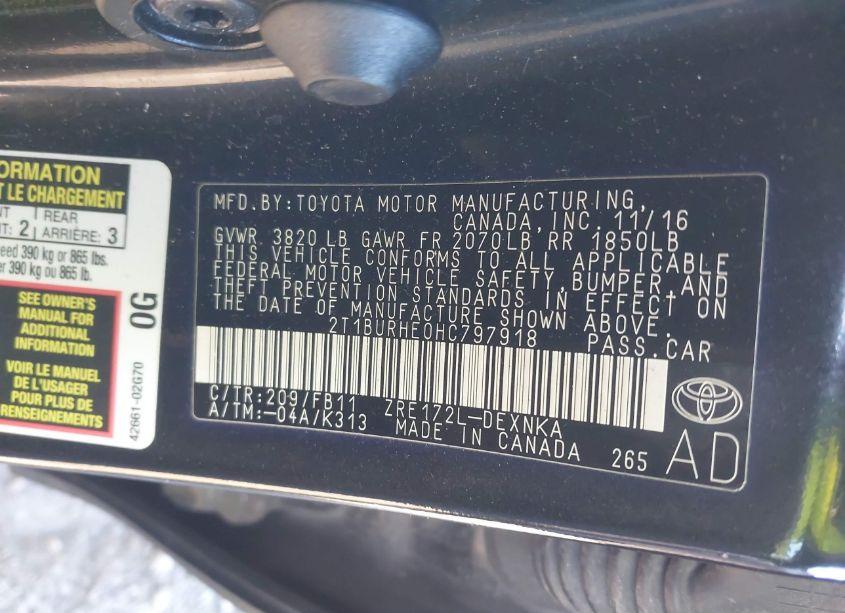 ORMATION
T LE CHARGEMENT
NT
REAR
NT: 2
ARRIÈRE: 3
eed 390 kg or 865 lbs.
er 390 kg ou 865 lb.
SEE OWNER'S
MANUAL FOR
ADDITIONAL
INFORMATION
VOIR LE MANUEL
DE L'USAGER
POUR PLUS DE
RENSEIGNEMENTS
0G
42661-02G70
MFD.BY:TOYOTA MOTOR MANUFACTURING,
CANADA,INC. 11/16
GVWR 3820 LB GAWR FR 2070LB RR 1850LB
THIS VEHICLE CONFORMS TO ALL APPLICABLE
FEDERAL MOTOR VEHICLE SAFETY,BUMPER,AND
THEFT PREVENTION STANDARDS IN EFFECT ON
THE DATE OF MANUFACTURE SHOWN ABOVE.
2T1BURHE0HC797918 PASS.CAR
C/TR:209/FB11 ZRE172L-DEXNKA
A/TM:-04A/K313 MADE IN CANADA 265
AD